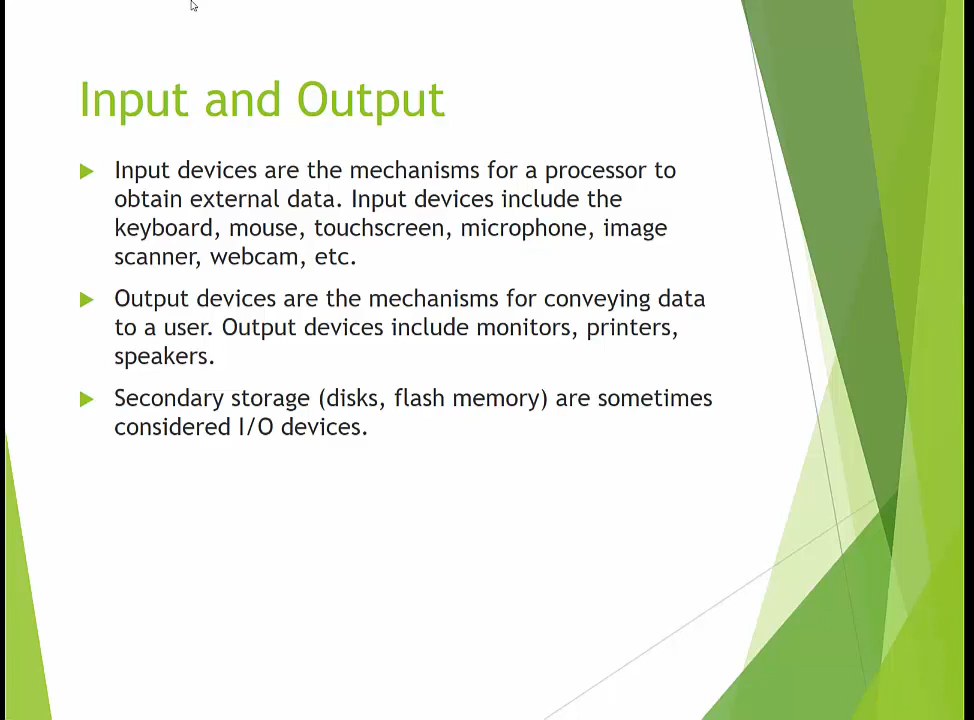 Input and Output
Input devices are the mechanisms for a processor to
obtain external data. Input devices include the
keyboard, mouse, touchscreen, microphone, image
scanner, webcam, etc.
Output devices are the mechanisms for conveying data
to a user. Output devices include monitors, printers,
speakers.
Secondary storage (disks, flash memory) are sometimes
considered I/O devices.